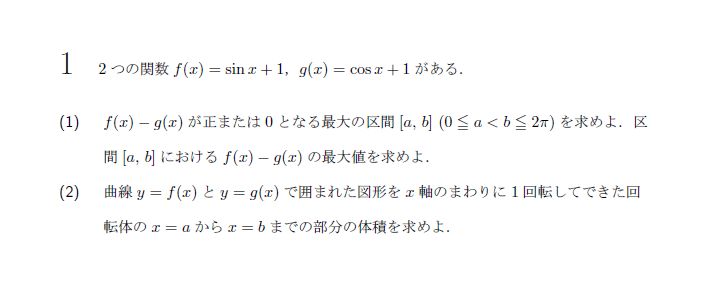 1 2つの関数 f(x) = sin x + 1, g(x) = cos x + 1 がある.
(1) f(x) − g(x) が正または 0 となる最大の区間 [a, b] (0 ≦ a < b ≦ 2π) を求めよ. 区
間 [a, b] における f(x) − g(x) の最大値を求めよ.
(2) 曲線 y = f(x) と y = g(x) で囲まれた図形を x 軸のまわりに 1 回転してできた回
転体の x = a から x = b までの部分の体積を求めよ.